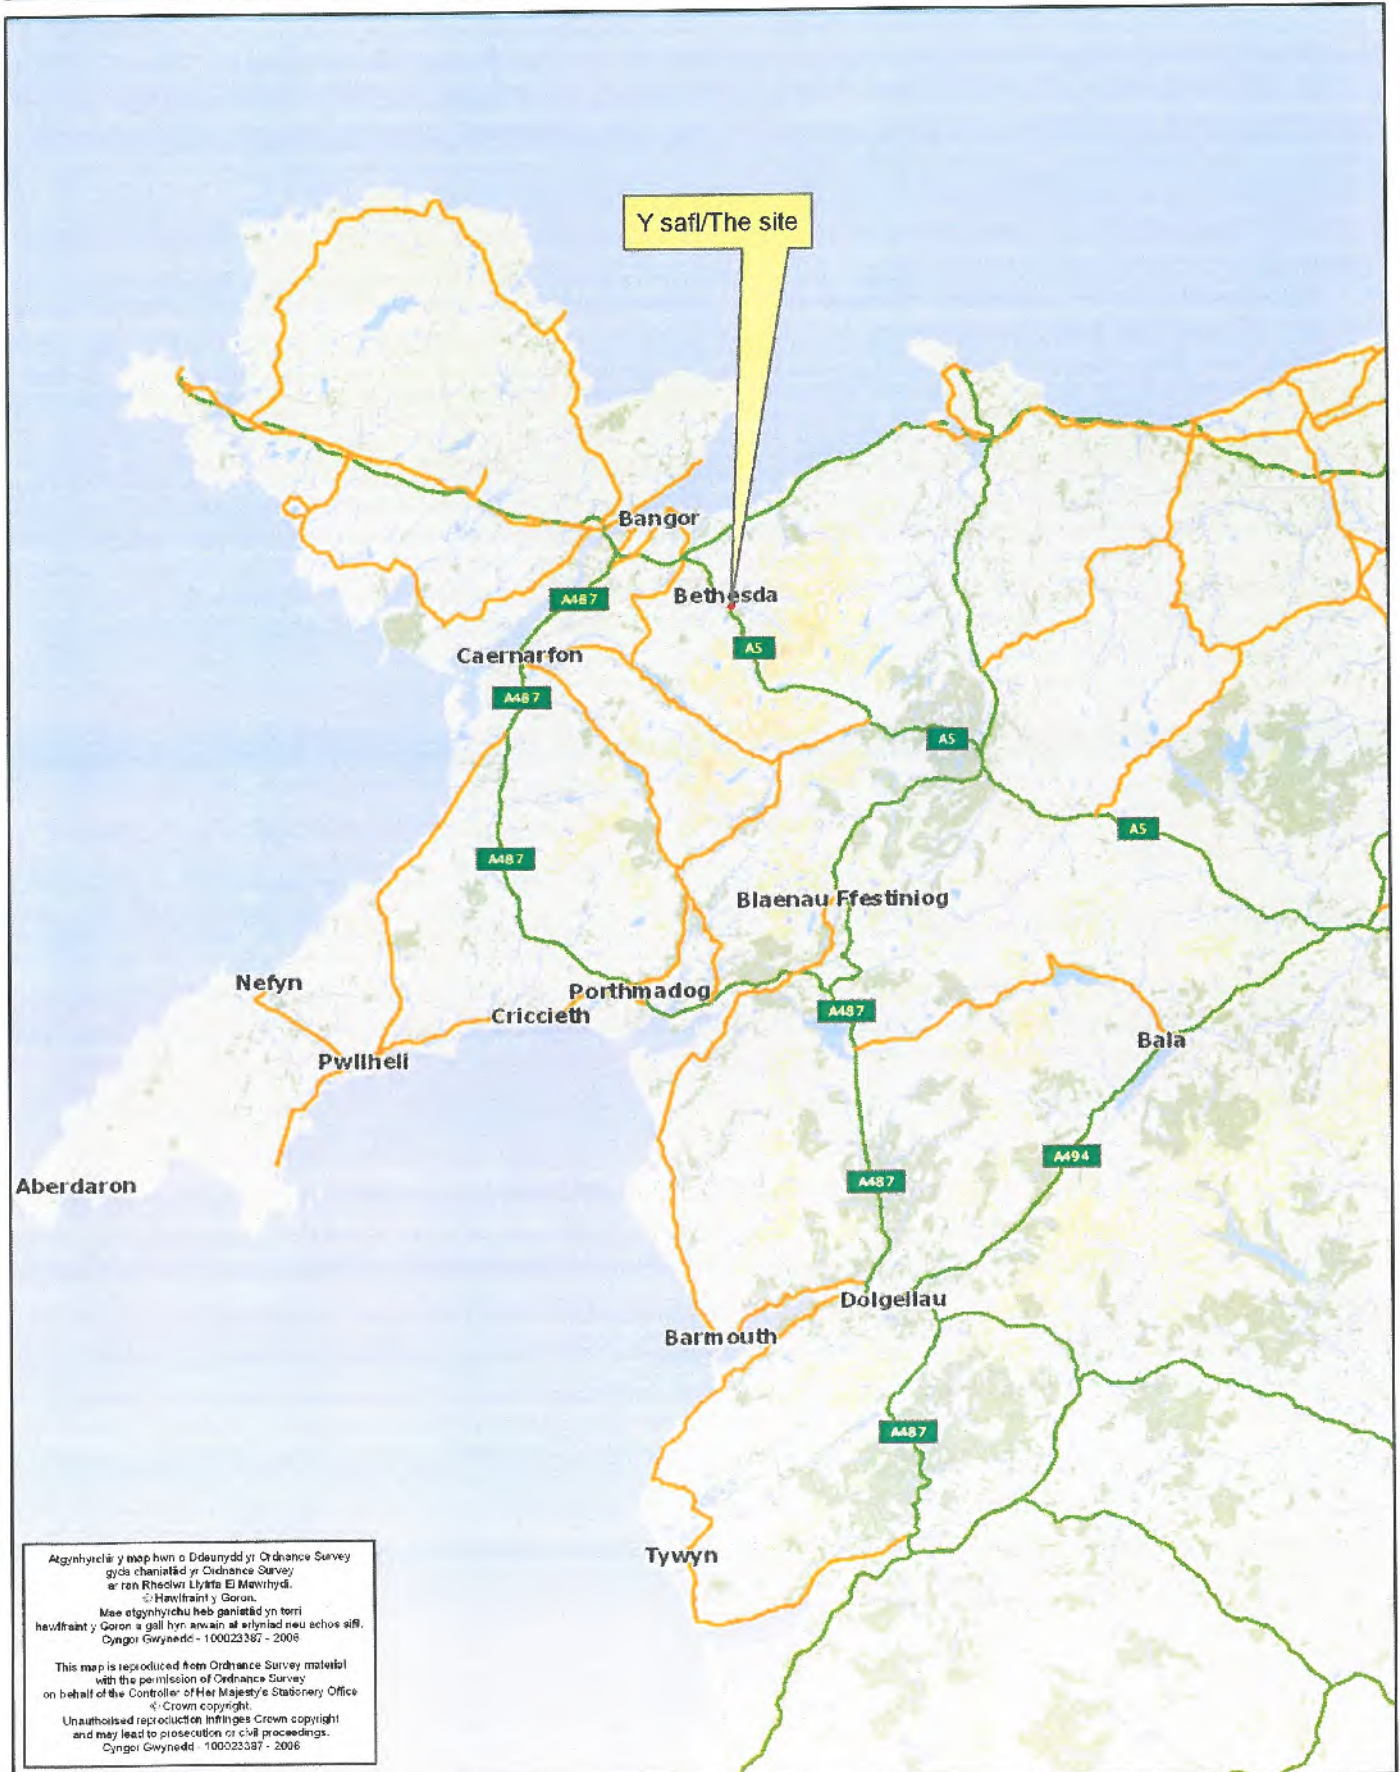 Y safl/The site
Bangor
A487
Bethesda
A5
Caernarfon
A487
A5
A5
A487
Blaenau Ffestiniog
Nefyn
Porthmadog
A487
Criccieth
Bala
Pwllheli
A494
A487
Aberdaron
Dolgellau
Barmouth
A487
Tywyn
Atgynhyrchir y map hwn o Ddeunydd yr Ordnance Survey
gyda chaniatâd yr Ordnance Survey
ar ran Rheolwr Llyfrfa Ei Mawrhydi.
© Hawlfraint y Goron.
Mae atgynhyrchu heb ganiatâd yn torri
hawlfraint y Goron a gall hyn arwain at erlyniad neu achos sifil.
Cyngor Gwynedd - 100023387 - 2006
This map is reproduced from Ordnance Survey material
with the permission of Ordnance Survey
on behalf of the Controller of Her Majesty's Stationery Office
© Crown copyright.
Unauthorised reproduction infringes Crown copyright
and may lead to prosecution or civil proceedings.
Cyngor Gwynedd - 100023387 - 2006